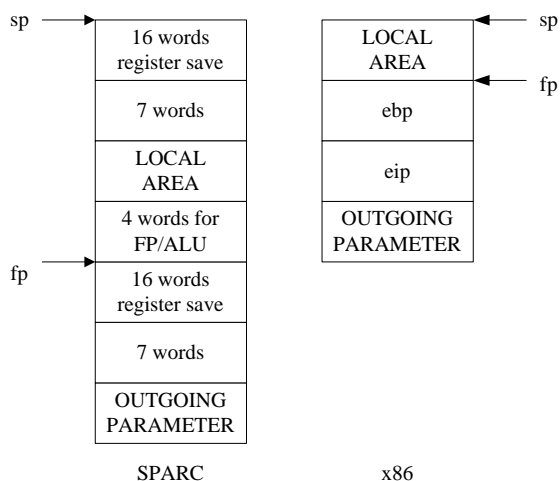 sp
16 words
register save
7 words
LOCAL
AREA
4 words for
FP/ALU
fp
16 words
register save
7 words
OUTGOING
PARAMETER
SPARC
sp
LOCAL
AREA
fp
ebp
eip
OUTGOING
PARAMETER
x86